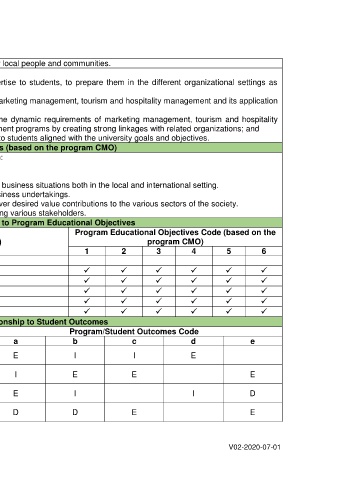 local people and communities.
rtise to students, to prepare them in the different organizational settings as
arketing management, tourism and hospitality management and its application
he dynamic requirements of marketing management, tourism and hospitality
ment programs by creating strong linkages with related organizations; and
to students aligned with the university goals and objectives.
s (based on the program CMO)
:
business situations both in the local and international setting.
siness undertakings.
ver desired value contributions to the various sectors of the society.
ng various stakeholders.
to Program Educational Objectives
) Program Educational Objectives Code (based on the
program CMO)
1 2 3 4 5 6
✓ ✓ ✓ ✓ ✓ ✓
✓ ✓ ✓ ✓ ✓ ✓
✓ ✓ ✓ ✓ ✓ ✓
✓ ✓ ✓ ✓ ✓ ✓
✓ ✓ ✓ ✓ ✓ ✓
onship to Student Outcomes
Program/Student Outcomes Code
a b c d e
E I I E
I E E E
E I I D
D D E E
V02-2020-07-01